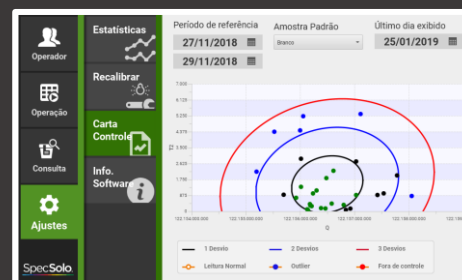 Operador
Operação
Consulta
Ajustes
SpecSolo.
Estatísticas
Recalibrar
Carta
Controle
Info.
Software
Período de referência
27/11/2018
29/11/2018
Amostra Padrão
Branco
Último dia exibido
25/01/2019
T2
Q
1 Desvio
2 Desvios
3 Desvios
Leitura Normal
Outlier
Fora de controle